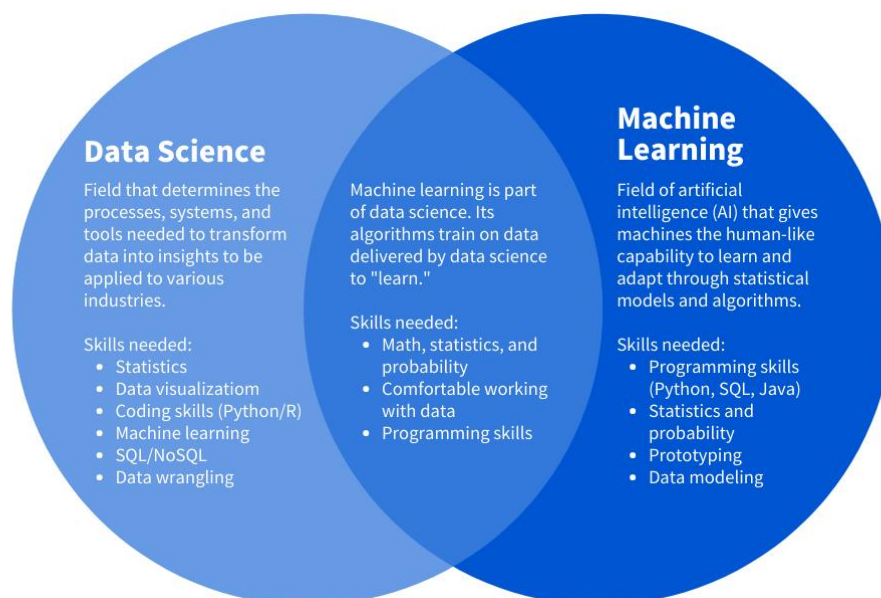 Data Science
Field that determines the
processes, systems, and
tools needed to transform
data into insights to be
applied to various
industries.
Skills needed:
• Statistics
• Data visualizatiom
• Coding skills (Python/R)
• Machine learning
• SQL/NoSQL
• Data wrangling
Machine learning is part
of data science. Its
algorithms train on data
delivered by data science
to "learn."
Skills needed:
• Math, statistics, and
probability
• Comfortable working
with data
• Programming skills
Machine
Learning
Field of artificial
intelligence (AI) that gives
machines the human-like
capability to learn and
adapt through statistical
models and algorithms.
Skills needed:
• Programming skills
(Python, SQL, Java)
• Statistics and
probability
• Prototyping
• Data modeling